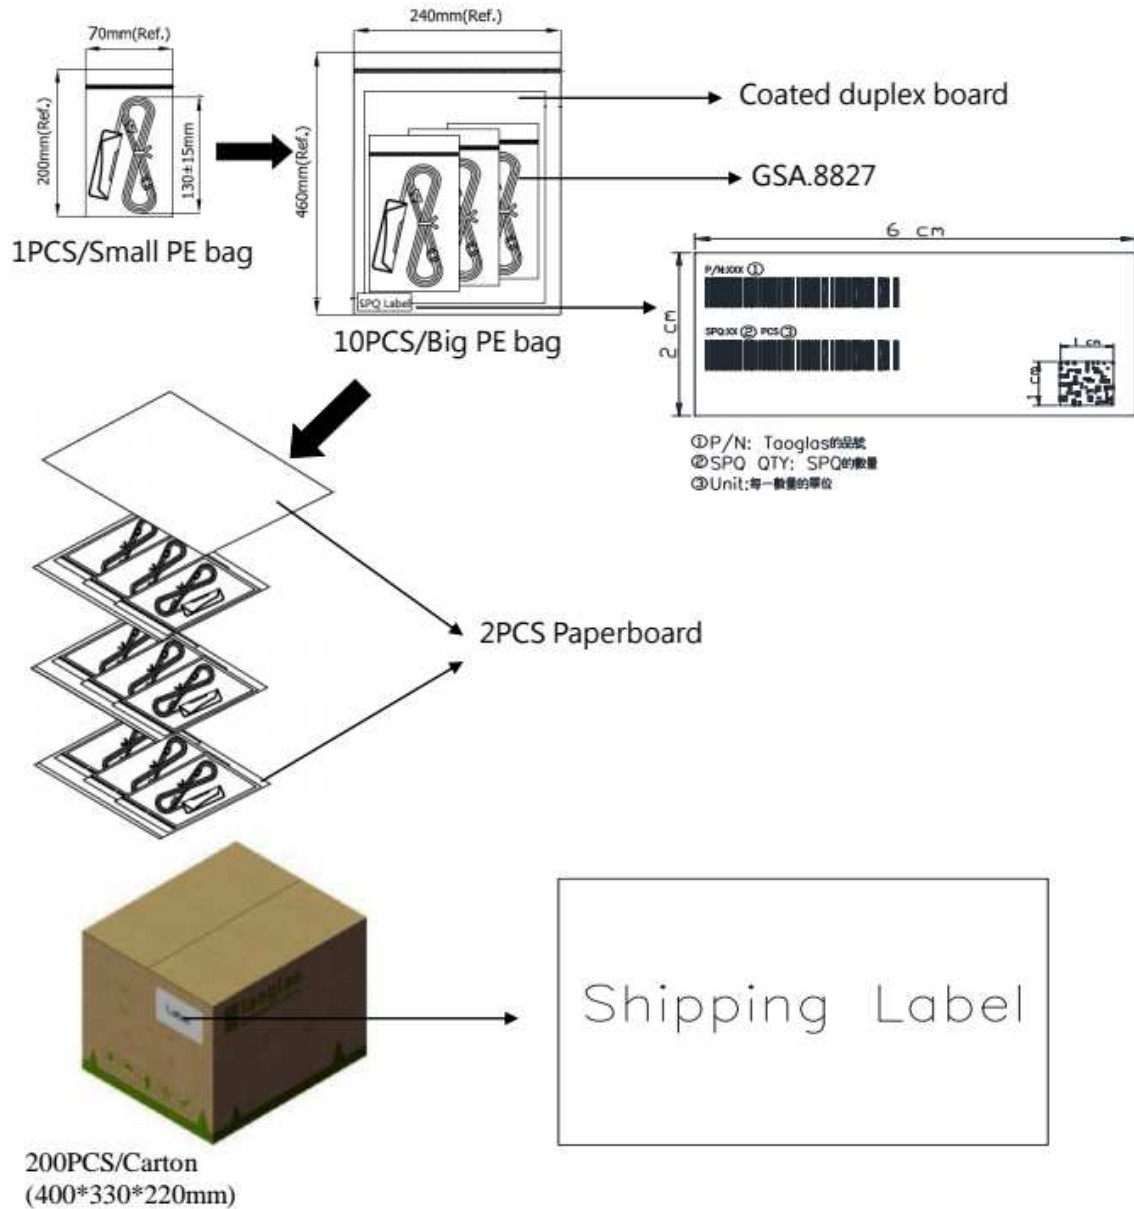 70mm(Ref.)
200mm(Ref.)
130±15mm
1PCS/Small PE bag
240mm(Ref.)
460mm(Ref.)
SPQ Label
10PCS/Big PE bag
Coated duplex board
GSA.8827
6 cm
2 cm
P/N:XXX ①
SPQ:XX ② PCS③
1 cm
1 cm
①P/N: Taoglas的品號
②SPQ QTY: SPQ的數量
③Unit:每一數量的單位
2PCS Paperboard
Label
Taoglas
Shipping Label
200PCS/Carton
(400*330*220mm)